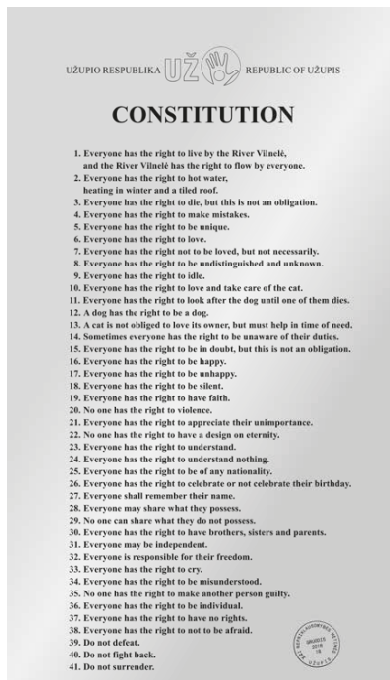 UŽUPIO RESPUBLIKA UŽ REPUBLIC OF UŽUPIS
CONSTITUTION
1. Everyone has the right to live by the River Vilnelė,
and the River Vilnelė has the right to flow by everyone.
2. Everyone has the right to hot water,
heating in winter and a tiled roof.
3. Everyone has the right to die, but this is not an obligation.
4. Everyone has the right to make mistakes.
5. Everyone has the right to be unique.
6. Everyone has the right to love.
7. Everyone has the right not to be loved, but not necessarily.
8. Everyone has the right to be undistinguished and unknown.
9. Everyone has the right to idle.
10. Everyone has the right to love and take care of the cat.
11. Everyone has the right to look after the dog until one of them dies.
12. A dog has the right to be a dog.
13. A cat is not obliged to love its owner, but must help in time of need.
14. Sometimes everyone has the right to be unaware of their duties.
15. Everyone has the right to be in doubt, but this is not an obligation.
16. Everyone has the right to be happy.
17. Everyone has the right to be unhappy.
18. Everyone has the right to be silent.
19. Everyone has the right to have faith.
20. No one has the right to violence.
21. Everyone has the right to appreciate their unimportance.
22. No one has the right to have a design on eternity.
23. Everyone has the right to understand.
24. Everyone has the right to understand nothing.
25. Everyone has the right to be of any nationality.
26. Everyone has the right to celebrate or not celebrate their birthday.
27. Everyone shall remember their name.
28. Everyone may share what they possess.
29. No one can share what they do not possess.
30. Everyone has the right to have brothers, sisters and parents.
31. Everyone may be independent.
32. Everyone is responsible for their freedom.
33. Everyone has the right to cry.
34. Everyone has the right to be misunderstood.
35. No one has the right to make another person guilty.
36. Everyone has the right to be individual.
37. Everyone has the right to have no rights.
38. Everyone has the right to not to be afraid.
39. Do not defeat.
40. Do not fight back.
41. Do not surrender.
UŽUPIS